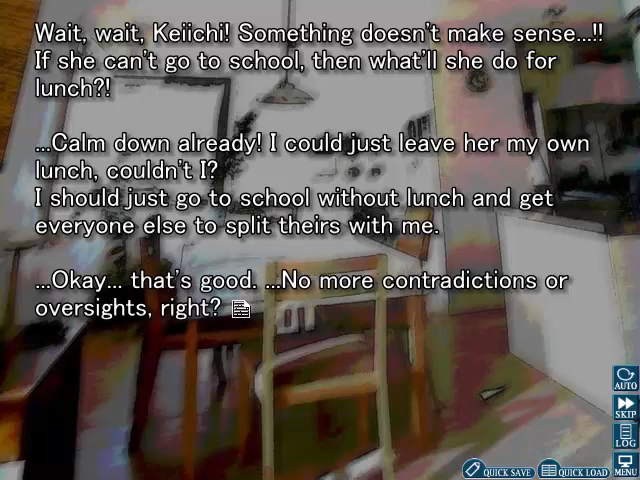 Wait, wait, Keiichi! Something doesn't make sense...!!
If she can't go to school, then what'll she do for
lunch?!
...Calm down already! I could just leave her my own
lunch, couldn't I?
I should just go to school without lunch and get
everyone else to split theirs with me.
...Okay... that's good. ...No more contradictions or
oversights, right?
AUTO
SKIP
LOG
MENU
QUICK SAVE
QUICK LOAD